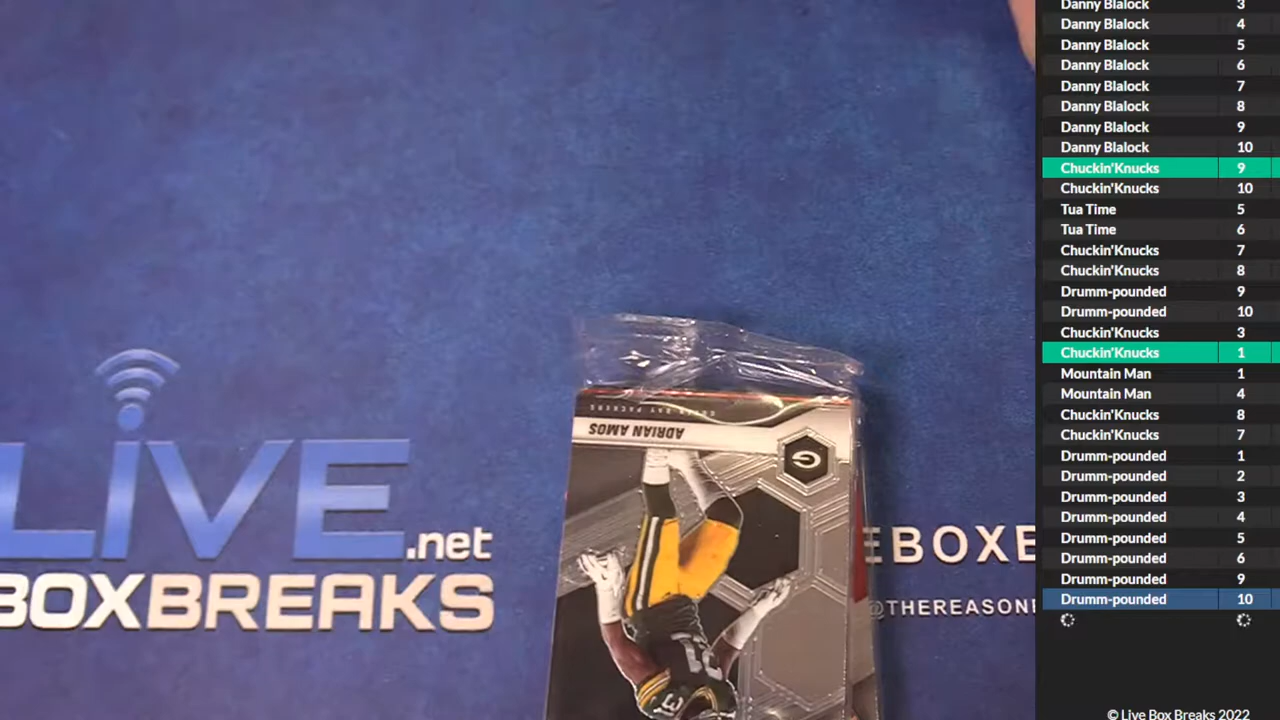 LiVE.net
BOXBREAKS
EBOXE
@THEREASONE
ADRIAN AMOS
GREEN BAY PACKERS
G
31
Danny Blalock 3
Danny Blalock 4
Danny Blalock 5
Danny Blalock 6
Danny Blalock 7
Danny Blalock 8
Danny Blalock 9
Danny Blalock 10
Chuckin'Knucks 9
Chuckin'Knucks 10
Tua Time 5
Tua Time 6
Chuckin'Knucks 7
Chuckin'Knucks 8
Drumm-pounded 9
Drumm-pounded 10
Chuckin'Knucks 3
Chuckin'Knucks 1
Mountain Man 1
Mountain Man 4
Chuckin'Knucks 8
Chuckin'Knucks 7
Drumm-pounded 1
Drumm-pounded 2
Drumm-pounded 3
Drumm-pounded 4
Drumm-pounded 5
Drumm-pounded 6
Drumm-pounded 9
Drumm-pounded 10
© Live Box Breaks 2022